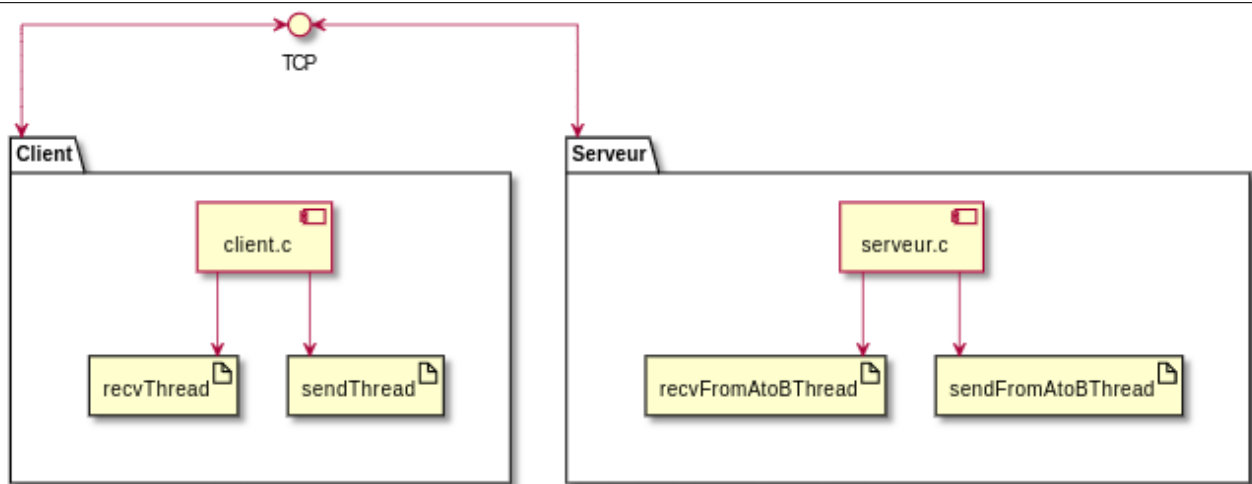 TCP
Client
Serveur
client.c
serveur.c
recvThread
sendThread
recvFromAtoBThread
sendFromAtoBThread